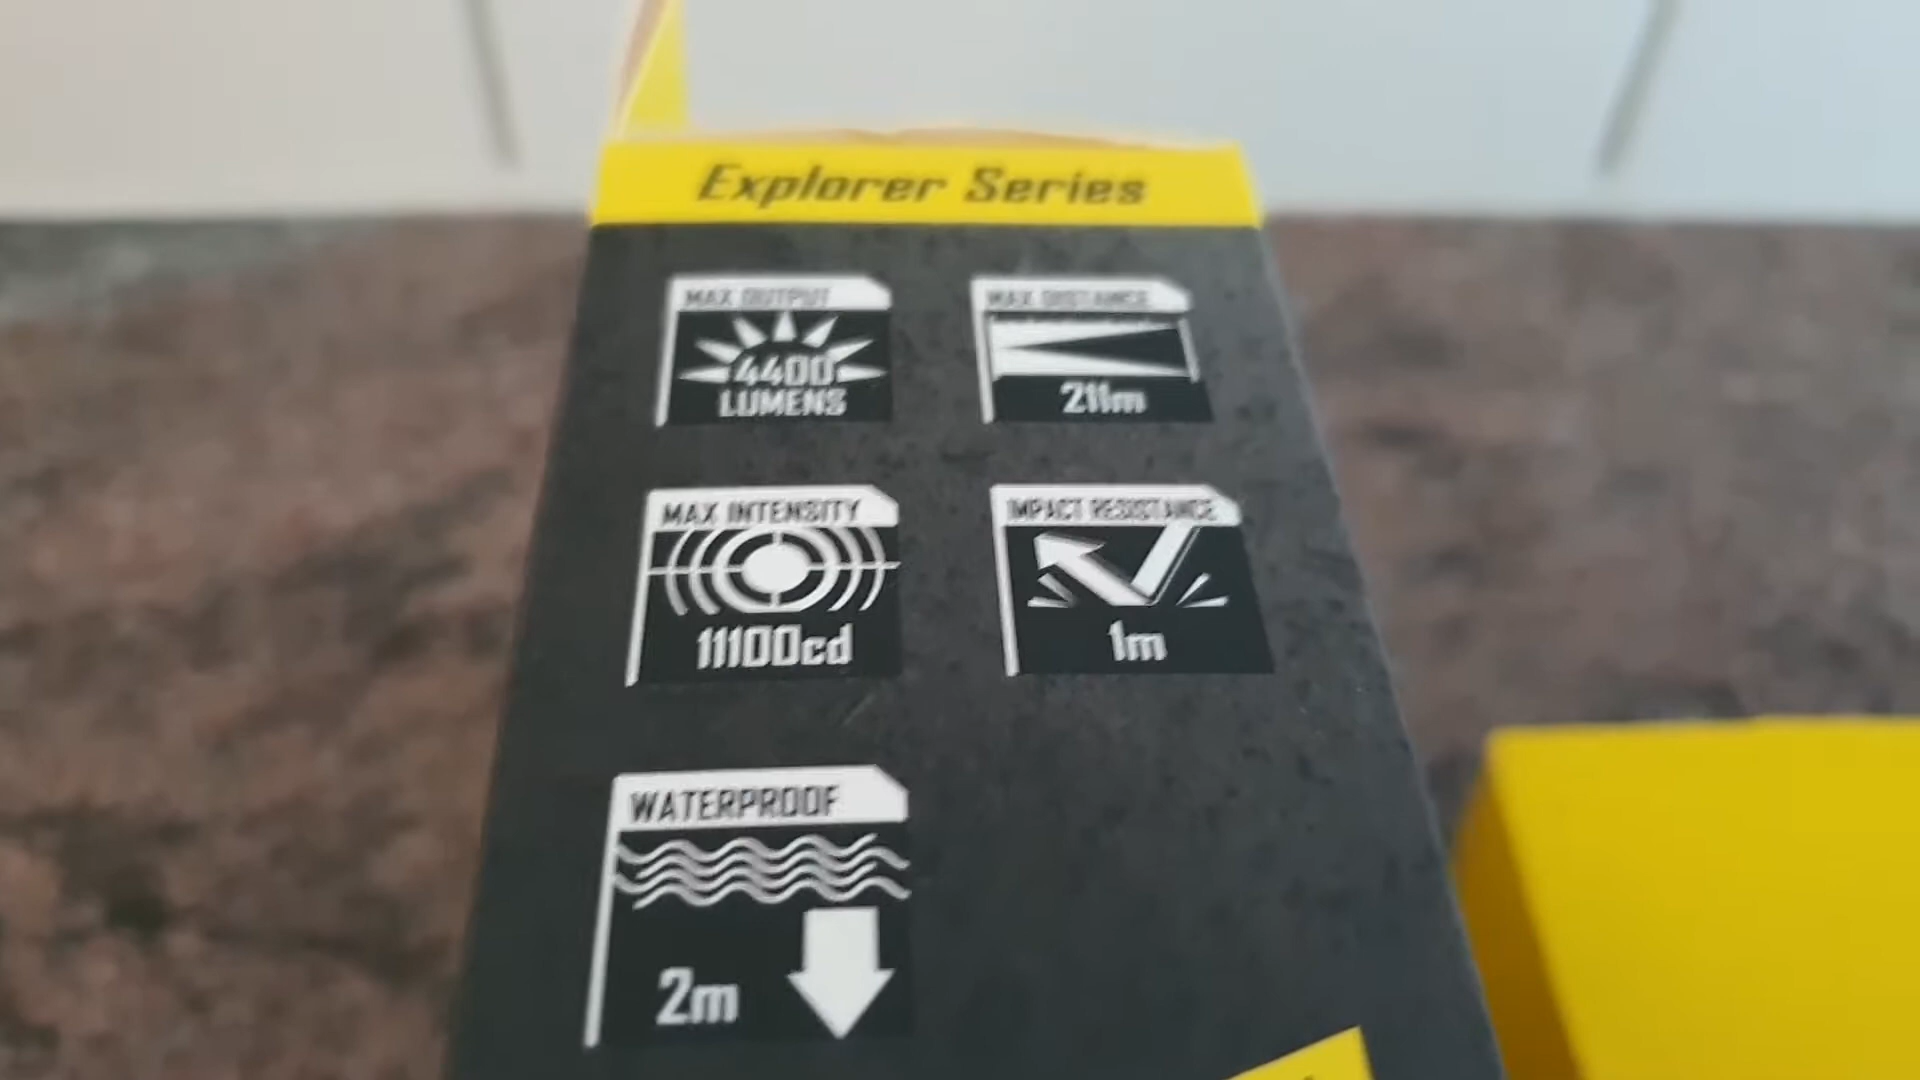 Explorer Series
MAX OUTPUT
4400
LUMENS
MAX DISTANCE
211m
MAX INTENSITY
11100cd
IMPACT RESISTANCE
1m
WATERPROOF
2m